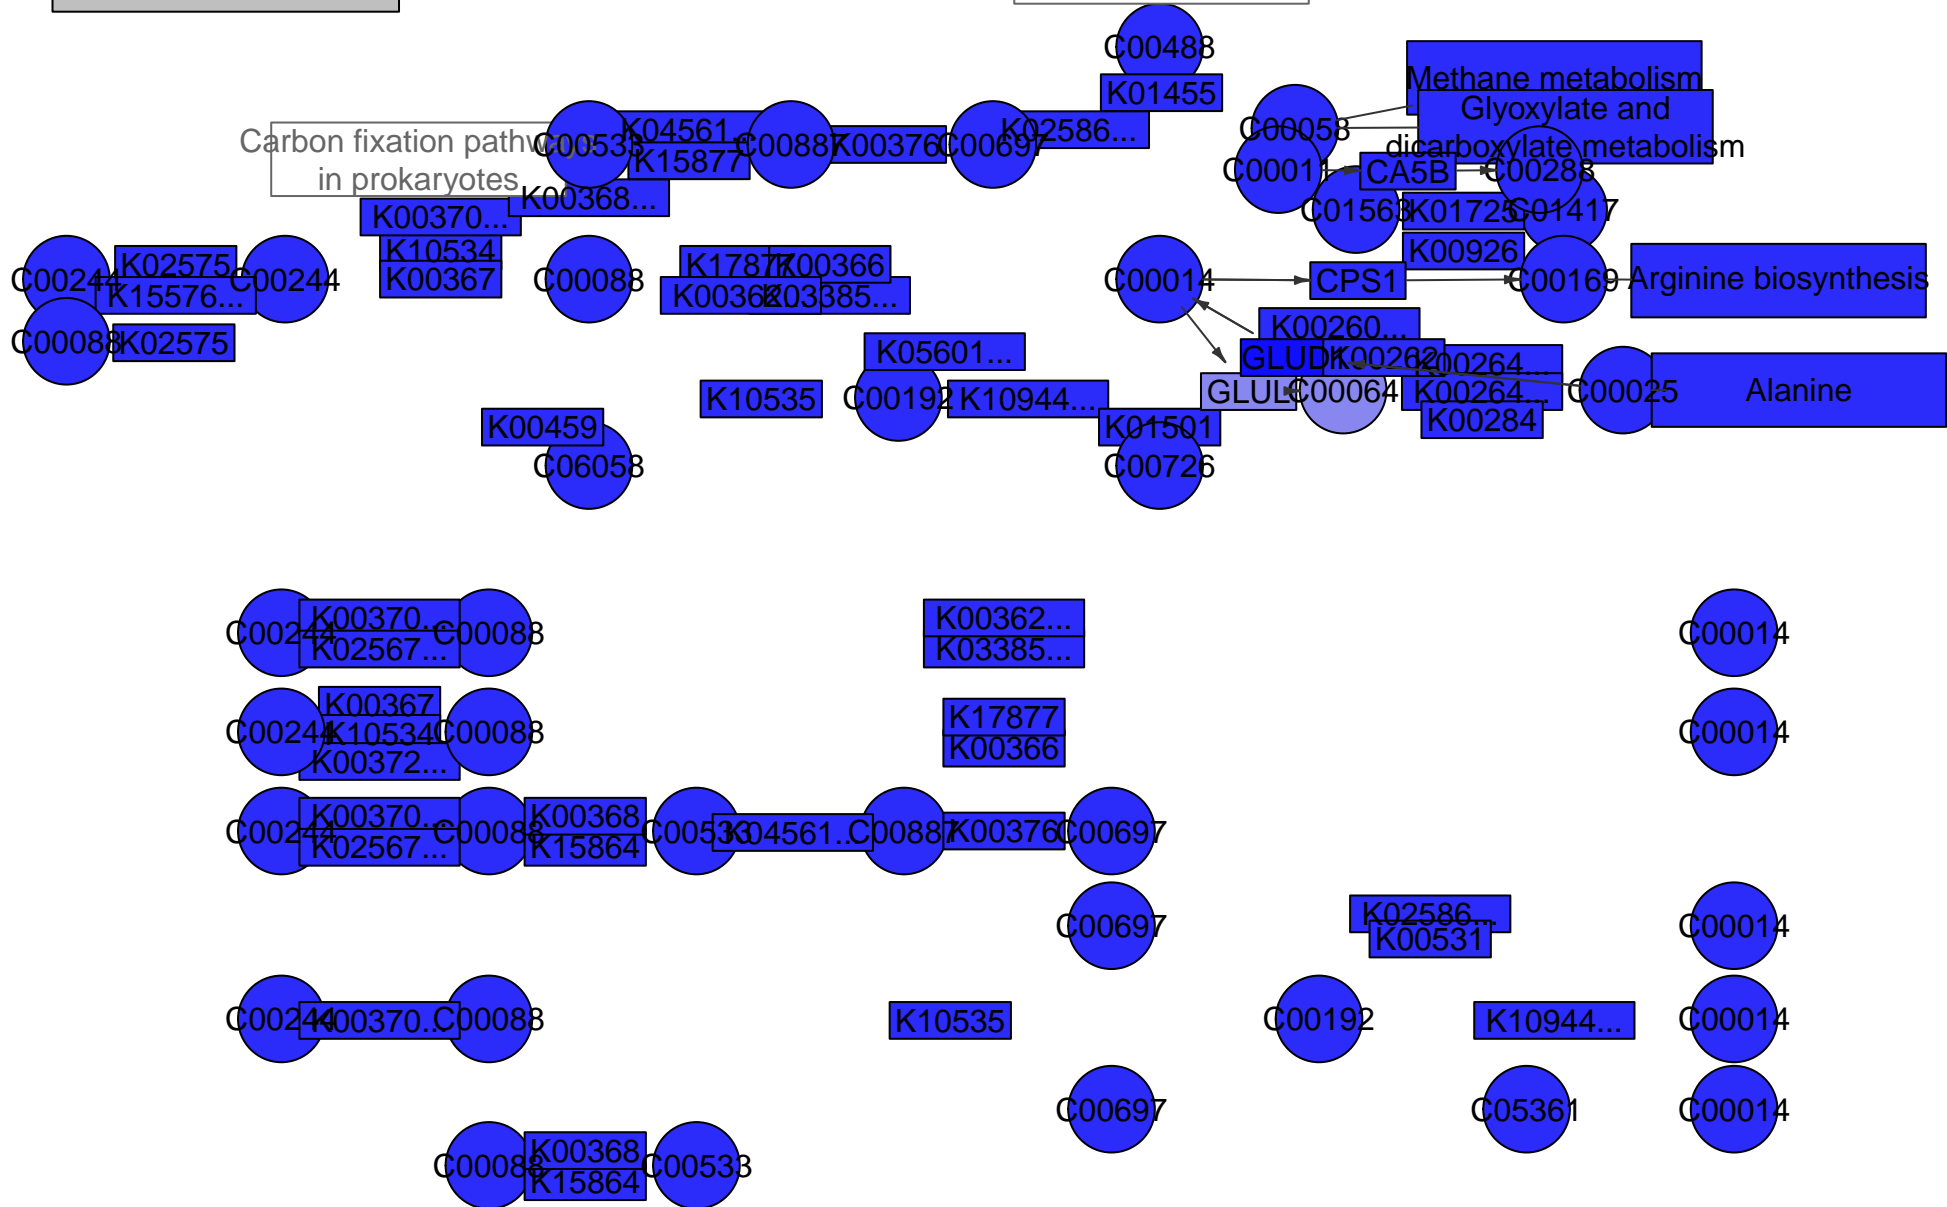 C00488
K01455
Methane metabolism
Glyoxylate and
dicarboxylate metabolism
C00058
Carbon fixation pathways
in prokaryotes
C00533
K04561...
K15877
C00887
K00376
C00697
K02586...
C00011
CA5B
C00288
K00368...
K00370...
K10534
K00367
C01563
K01725
C01417
K00926
C00244
K02575
K15576...
C00244
C00088
K17877
K00366
K00362...
K03385...
C00014
CPS1
C00169
Arginine biosynthesis
C00088
K02575
K05601...
K00260...
K00262
K00264...
K10535
C00192
K10944...
GLUL
C00064
K00264...
K00284
C00025
Alanine
K00459
C06058
K01501
C00726
C00244
K00370...
K02567...
C00088
K00362...
K03385...
C00014
C00244
K00367
K10534
K00372...
C00088
K17877
K00366
C00014
C00244
K00370...
K02567...
C00088
K00368
K15864
C00533
K04561...
C00887
K00376
C00697
C00697
K02586...
K00531
C00014
C00244
K00370...
C00088
K10535
C00192
K10944...
C00014
C00697
C05361
C00014
C00088
K00368
K15864
C00533